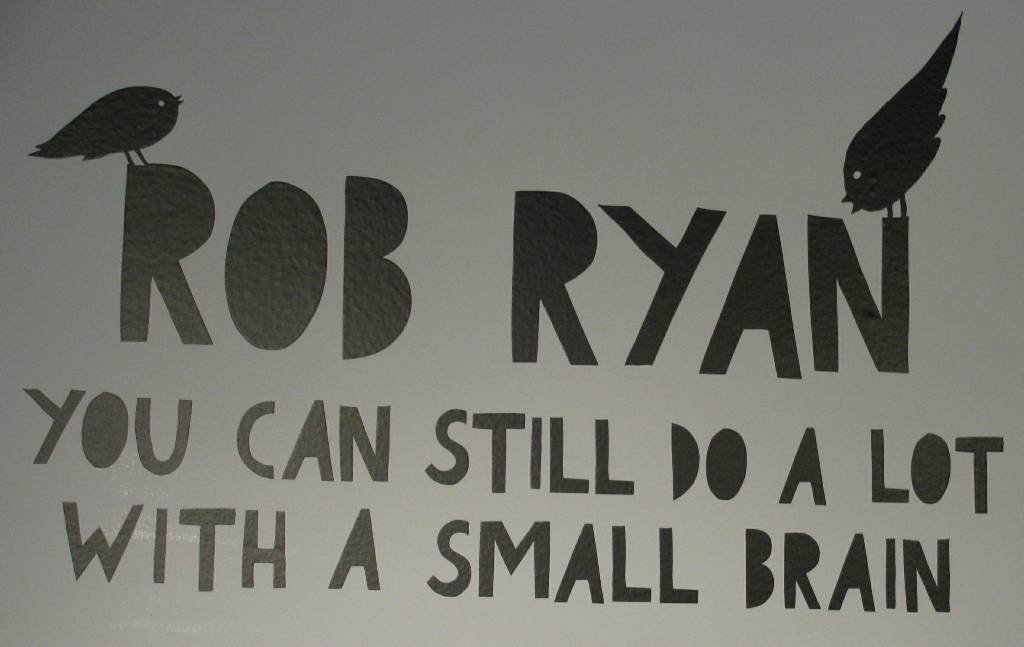 ROB RYAN
YOU CAN STILL DO A LOT
WITH A SMALL BRAIN